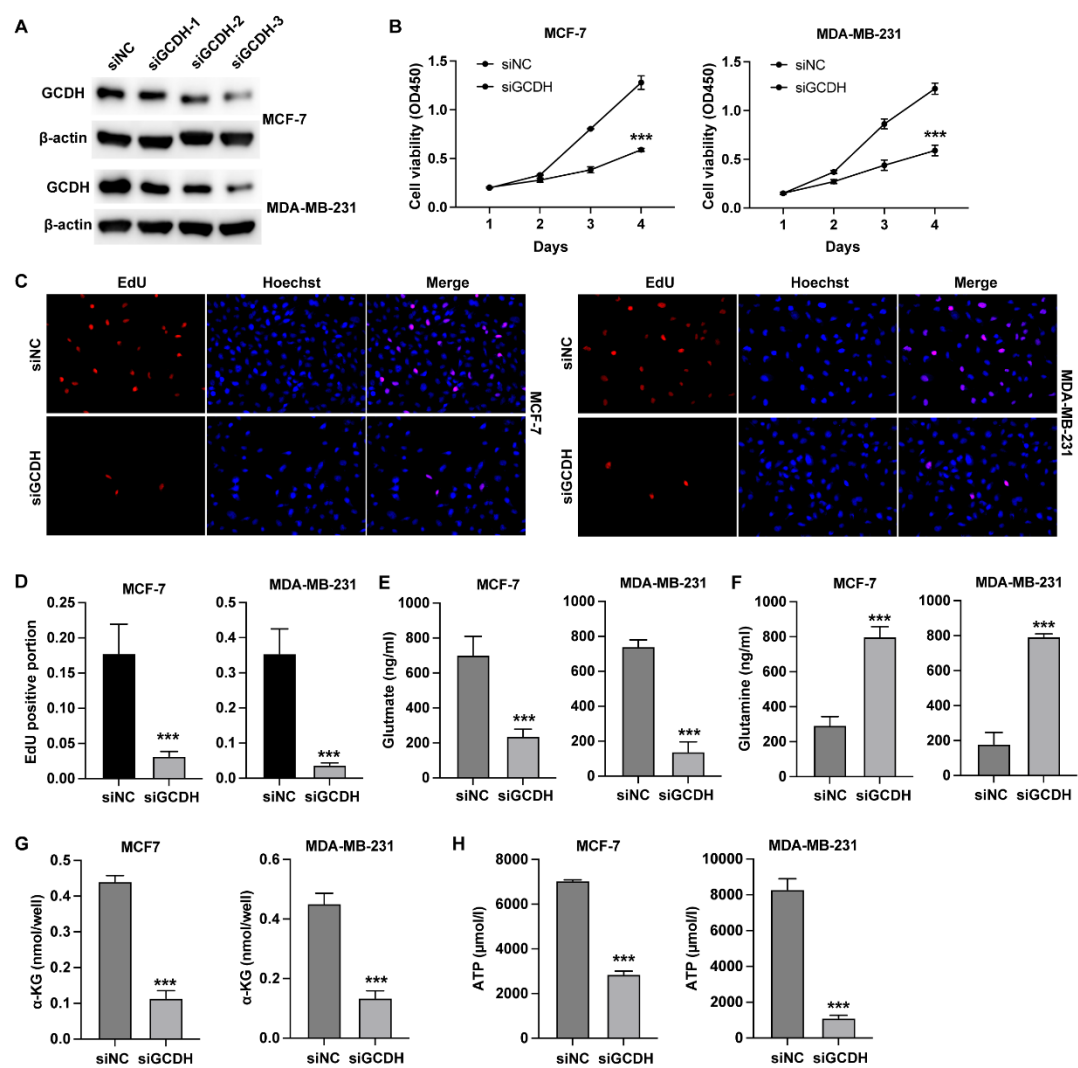 A
siNC
siGCDH-1
siGCDH-2
siGCDH-3
GCDH
β-actin
MCF-7
GCDH
β-actin
MDA-MB-231
B
MCF-7
siNC
siGCDH
Cell viability (OD450)
1.5
1.0
0.5
0.0
***
1 2 3 4
Days
MDA-MB-231
siNC
siGCDH
Cell viability (OD450)
1.5
1.0
0.5
0.0
***
1 2 3 4
Days
C
EdU Hoechst Merge
siNC
siGCDH
MCF-7
EdU Hoechst Merge
siNC
siGCDH
MDA-MB-231
D
MCF-7
EdU positive portion
0.25
0.20
0.15
0.10
0.05
0.00
***
siNC siGCDH
MDA-MB-231
0.5
0.4
0.3
0.2
0.1
0.0
***
siNC siGCDH
E
MCF-7
Glutmate (ng/ml)
800
600
400
200
0
***
siNC siGCDH
MDA-MB-231
800
600
400
200
0
***
siNC siGCDH
F
MCF-7
Glutamine (ng/ml)
800
600
400
200
0
***
siNC siGCDH
MDA-MB-231
800
600
400
200
0
***
siNC siGCDH
G
MCF7
α-KG (nmol/well)
0.5
0.4
0.3
0.2
0.1
0.0
***
siNC siGCDH
MDA-MB-231
α-KG (nmol/well)
0.6
0.4
0.2
0.0
***
siNC siGCDH
H
MCF-7
ATP (μmol/l)
8000
6000
4000
2000
0
***
siNC siGCDH
MDA-MB-231
ATP (μmol/l)
10000
8000
6000
4000
2000
0
***
siNC siGCDH